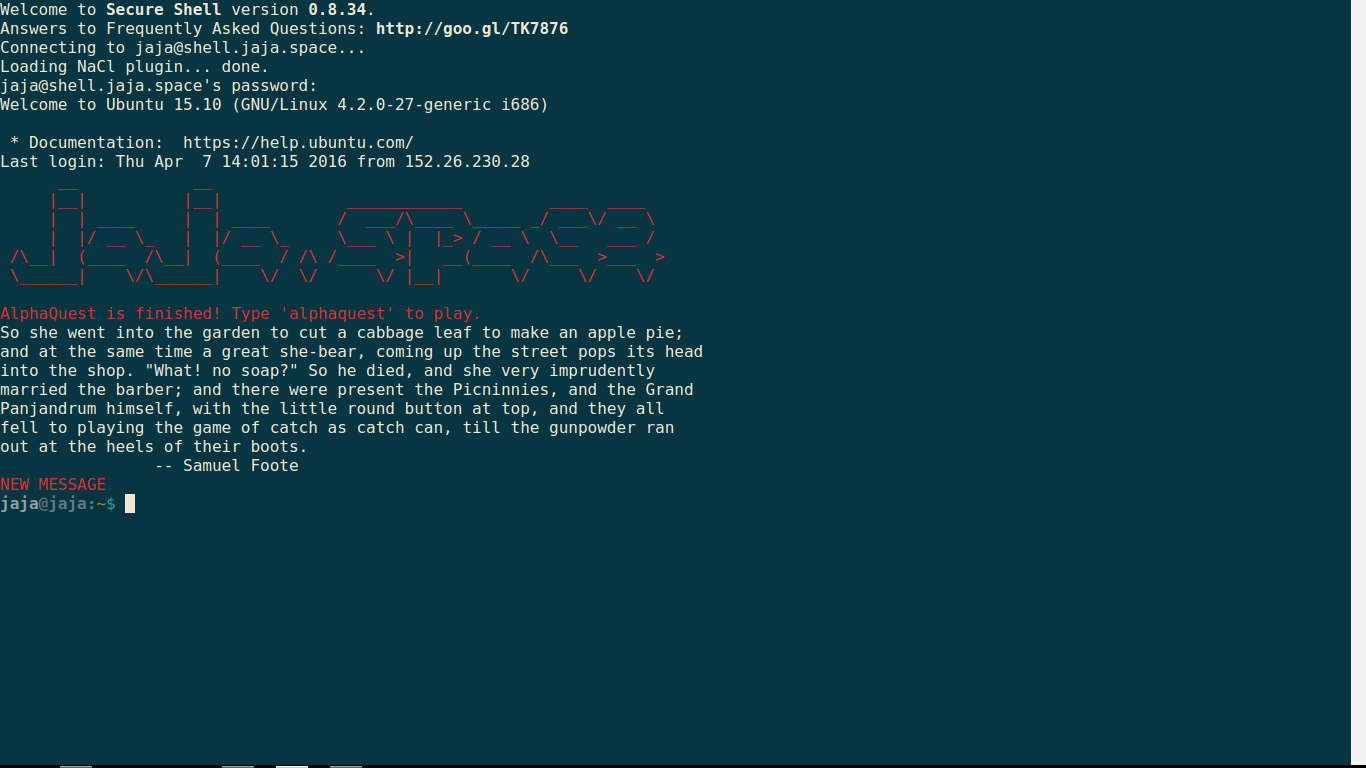 Welcome to Secure Shell version 0.8.34.
Answers to Frequently Asked Questions: http://goo.gl/TK7876
Connecting to jaja@shell.jaja.space...
Loading NaCl plugin... done.
jaja@shell.jaja.space's password:
Welcome to Ubuntu 15.10 (GNU/Linux 4.2.0-27-generic i686)
* Documentation:  https://help.ubuntu.com/
Last login: Thu Apr  7 14:01:15 2016 from 152.26.230.28
jaja.space
AlphaQuest is finished! Type 'alphaquest' to play.
So she went into the garden to cut a cabbage leaf to make an apple pie;
and at the same time a great she-bear, coming up the street pops its head
into the shop. "What! no soap?" So he died, and she very imprudently
married the barber; and there were present the Picninnies, and the Grand
Panjandrum himself, with the little round button at top, and they all
fell to playing the game of catch as catch can, till the gunpowder ran
out at the heels of their boots.
-- Samuel Foote
NEW MESSAGE
jaja@jaja:~$